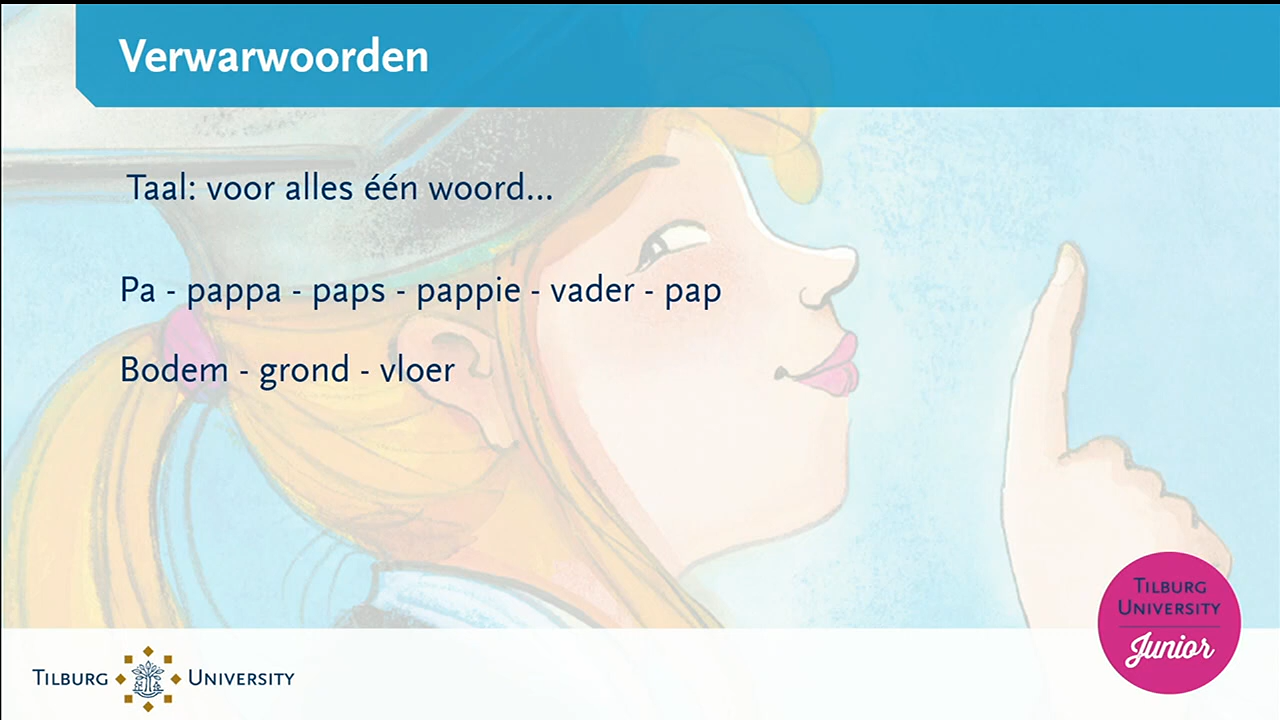 Verwarwoorden
Taal: voor alles één woord...
Pa - pappa - paps - pappie - vader - pap
Bodem - grond - vloer
TILBURG
UNIVERSITY
Junior
TILBURG UNIVERSITY